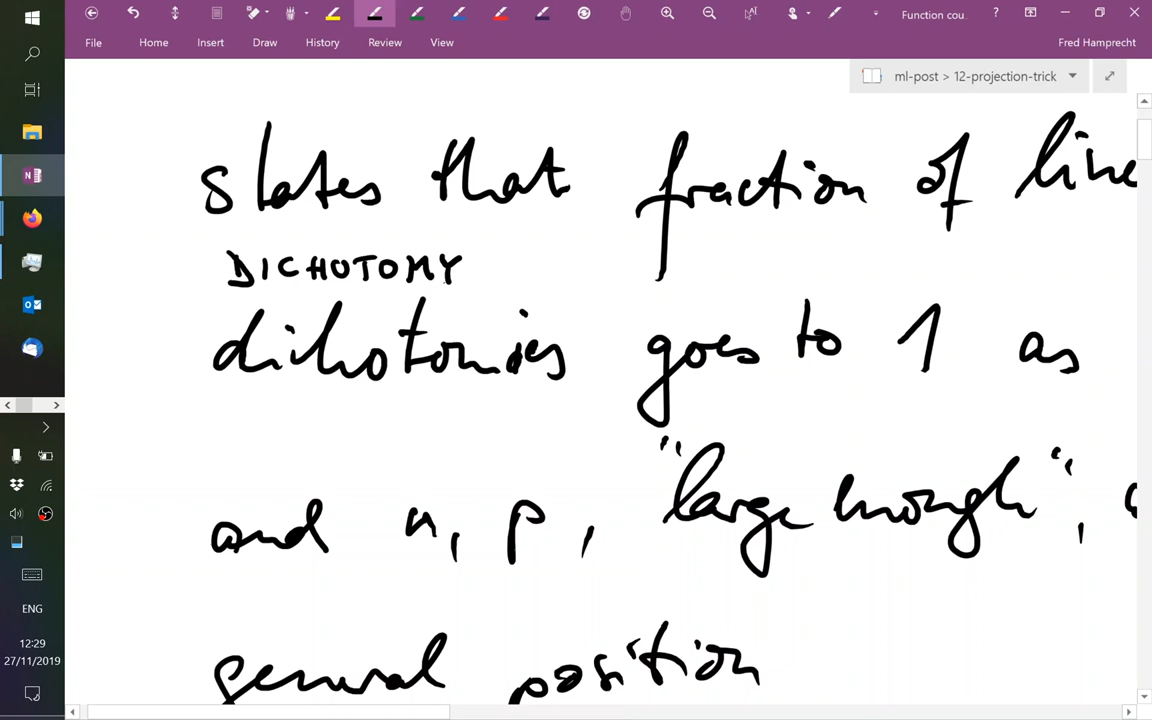 Function cou...
File Home Insert Draw History Review View Fred Hamprecht
ml-post > 12-projection-trick
states that fraction of line
DICHOTOMY
dichotomies goes to 1 as
and n, p, "large enough",
general position
ENG
12:29
27/11/2019